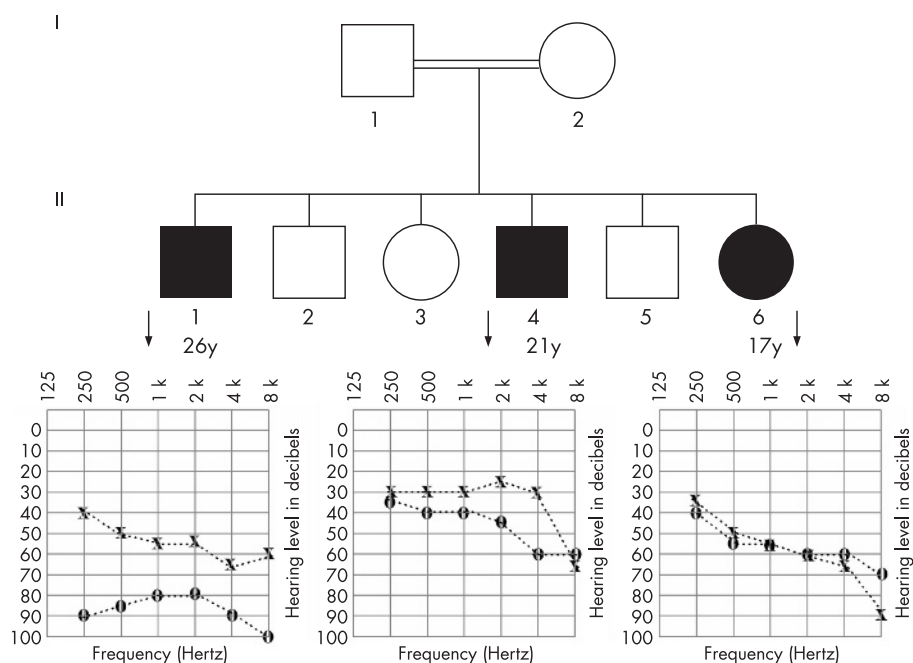 I
1 2
II
1 2 3 4 5 6
26y 21y 17y
125 250 500 1 k 2 k 4 k 8 k
0
10
20
30
40
50
60
70
80
90
100
Hearing level in decibels
Frequency (Hertz)
125 250 500 1 k 2 k 4 k 8 k
0
10
20
30
40
50
60
70
80
90
100
Hearing level in decibels
Frequency (Hertz)
125 250 500 1k 2 k 4 k 8 k
0
10
20
30
40
50
60
70
80
90
100
Hearing level in decibels
Frequency (Hertz)